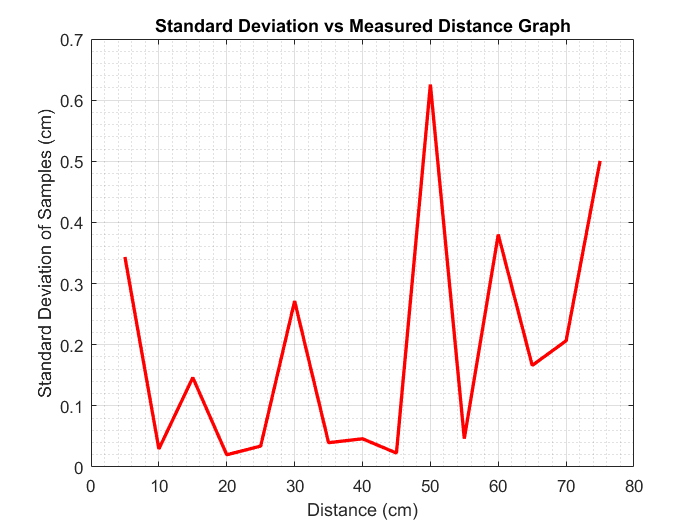 Standard Deviation vs Measured Distance Graph
0.7
0.6
0.5
0.4
0.3
0.2
0.1
0
Standard Deviation of Samples (cm)
0 10 20 30 40 50 60 70 80
Distance (cm)